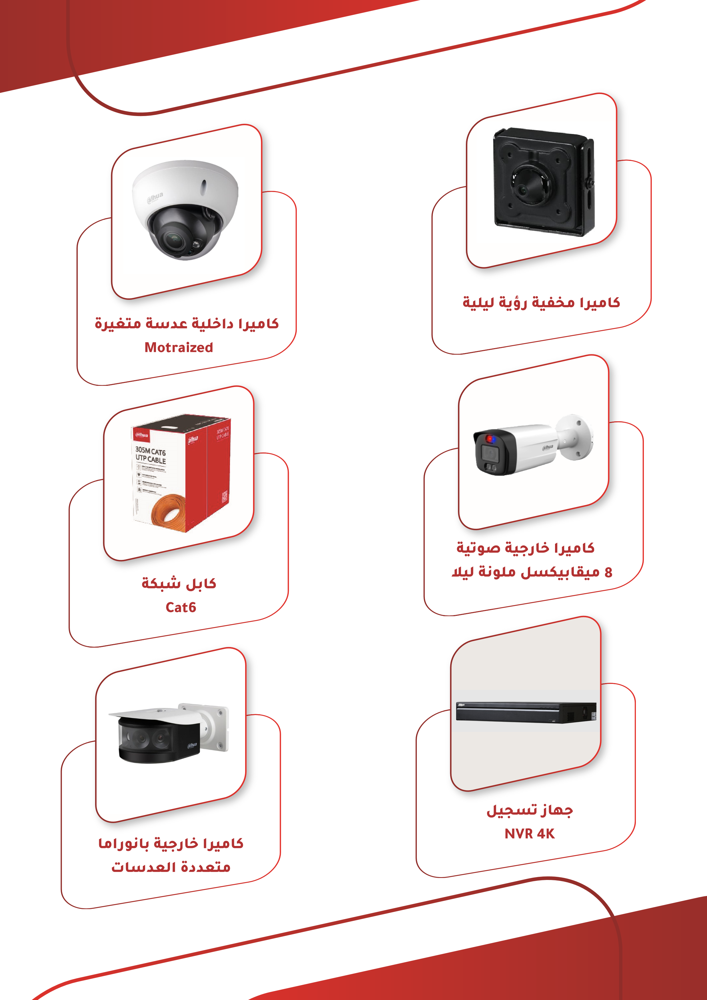 كاميرا مخفية رؤية ليلية
alhua
كاميرا داخلية عدسة متغيرة
Motraized
alhua
كاميرا خارجية صوتية
8 ميقابيكسل ملونة ليلا
alhua
305M CAT6
UTP CABLE
alhua
305M CAT6
UTP CABLE
كابل شبكة
Cat6
alhua
جهاز تسجيل
NVR 4K
alhua
كاميرا خارجية بانوراما
متعددة العدسات